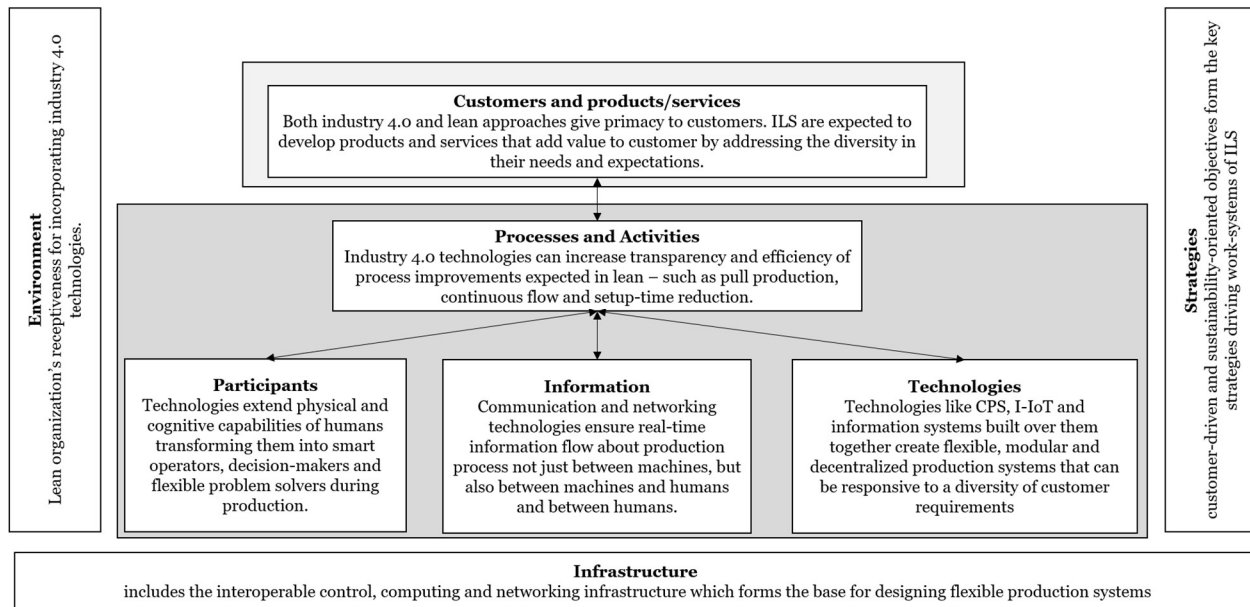 Environment
Lean organization's receptiveness for incorporating industry 4.0
technologies.
Customers and products/services
Both industry 4.0 and lean approaches give primacy to customers. ILS are expected to
develop products and services that add value to customer by addressing the diversity in
their needs and expectations.
Processes and Activities
Industry 4.0 technologies can increase transparency and efficiency of
process improvements expected in lean – such as pull production,
continuous flow and setup-time reduction.
Participants
Technologies extend physical and
cognitive capabilities of humans
transforming them into smart
operators, decision-makers and
flexible problem solvers during
production.
Information
Communication and networking
technologies ensure real-time
information flow about production
process not just between machines, but
also between machines and humans
and between humans.
Technologies
Technologies like CPS, I-IoT and
information systems built over them
together create flexible, modular and
decentralized production systems that can
be responsive to a diversity of customer
requirements
Strategies
customer-driven and sustainability-oriented objectives form the key
strategies driving work-systems of ILS
Infrastructure
includes the interoperable control, computing and networking infrastructure which forms the base for designing flexible production systems